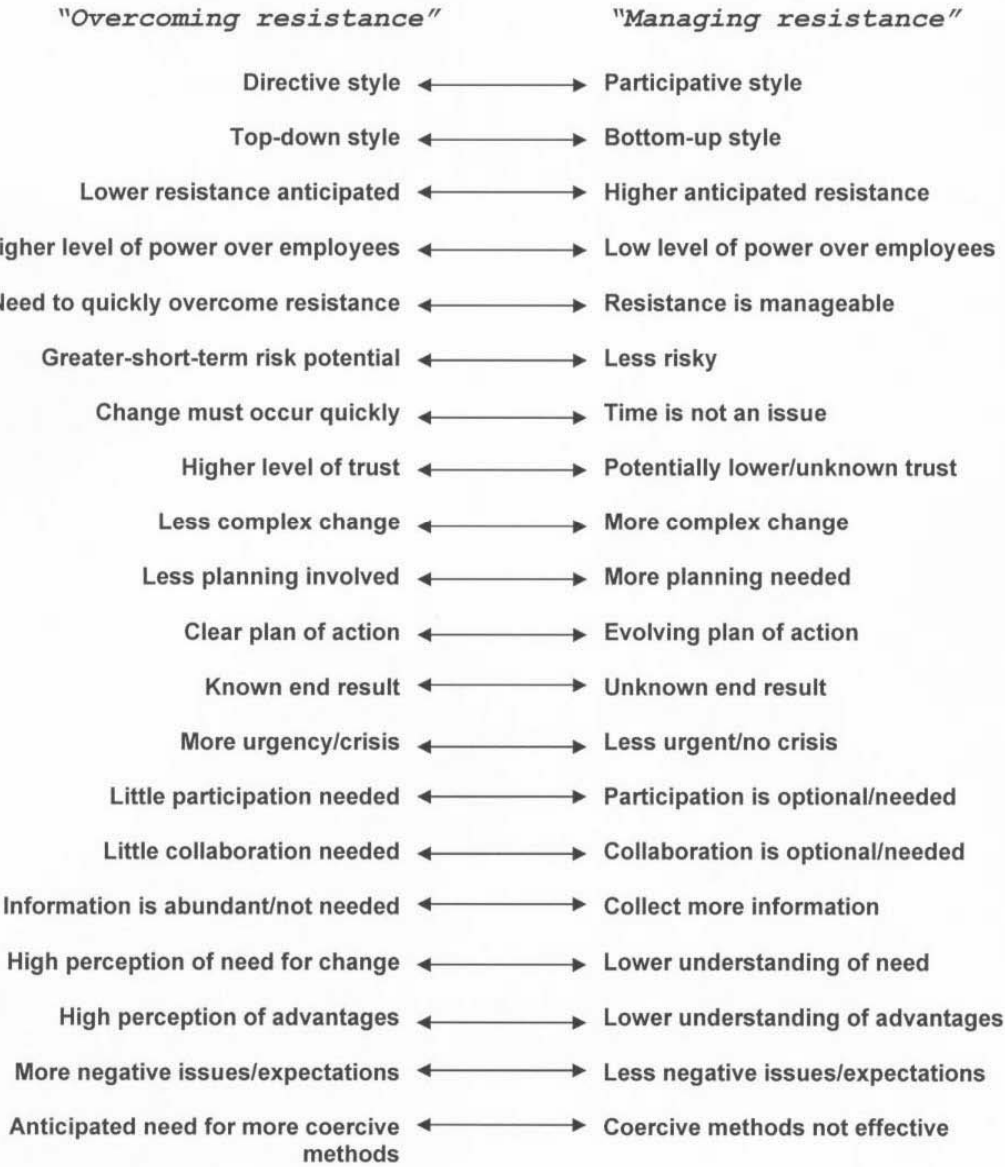 "Overcoming resistance" "Managing resistance"
Directive style Participative style
Top-down style Bottom-up style
Lower resistance anticipated Higher anticipated resistance
igher level of power over employees Low level of power over employees
eed to quickly overcome resistance Resistance is manageable
Greater-short-term risk potential Less risky
Change must occur quickly Time is not an issue
Higher level of trust Potentially lower/unknown trust
Less complex change More complex change
Less planning involved More planning needed
Clear plan of action Evolving plan of action
Known end result Unknown end result
More urgency/crisis Less urgent/no crisis
Little participation needed Participation is optional/needed
Little collaboration needed Collaboration is optional/needed
Information is abundant/not needed Collect more information
High perception of need for change Lower understanding of need
High perception of advantages Lower understanding of advantages
More negative issues/expectations Less negative issues/expectations
Anticipated need for more coercive Coercive methods not effective
methods